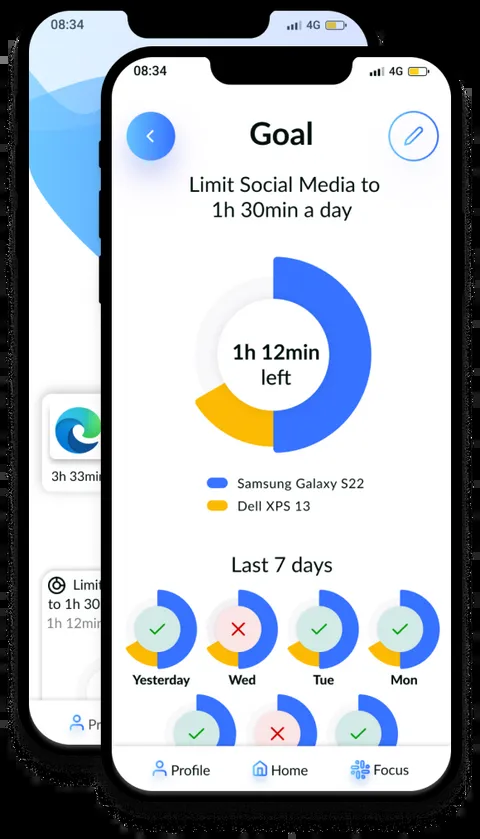 08:34
4G
3h 33min
Limit
to 1h 30
1h 12min
Pr
08:34
4G
Goal
Limit Social Media to
1h 30min a day
1h 12min
left
Samsung Galaxy S22
Dell XPS 13
Last 7 days
Yesterday Wed Tue Mon
Profile Home Focus